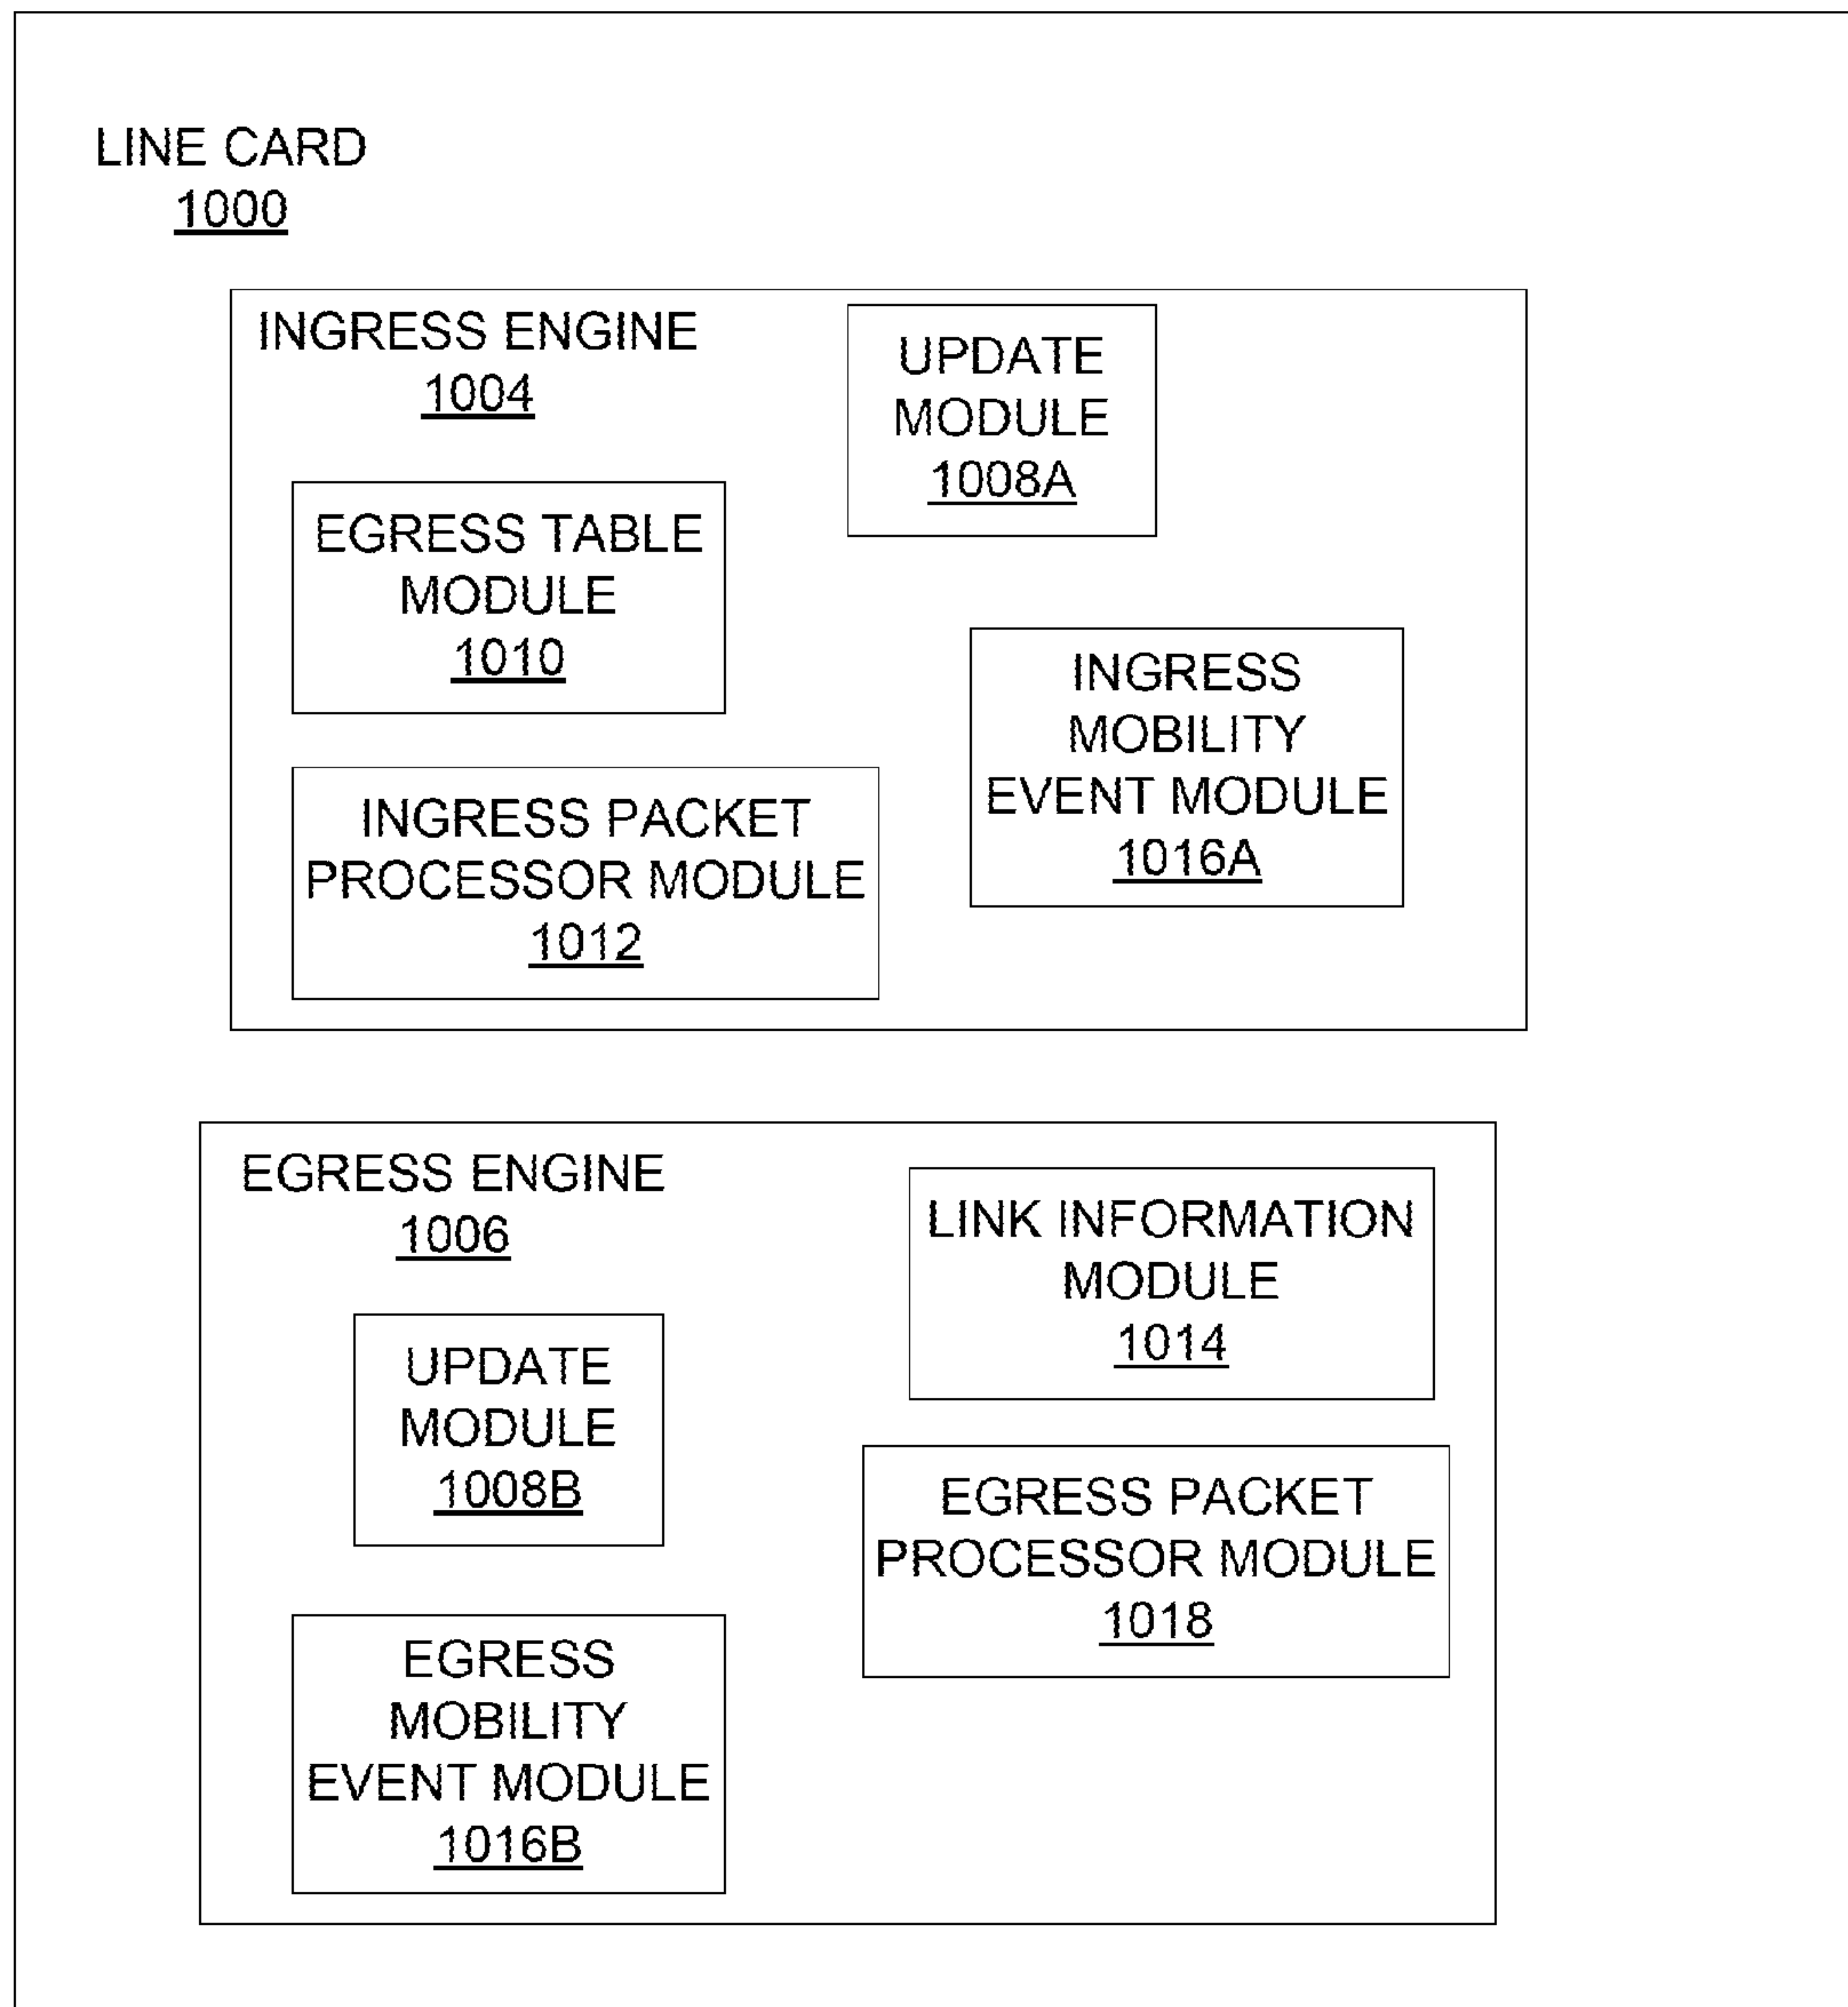 LINE CARD
1000
INGRESS ENGINE
1004
UPDATE
MODULE
1008A
EGRESS TABLE
MODULE
1010
INGRESS
MOBILITY
EVENT MODULE
1016A
INGRESS PACKET
PROCESSOR MODULE
1012
EGRESS ENGINE
1006
LINK INFORMATION
MODULE
1014
UPDATE
MODULE
1008B
EGRESS PACKET
PROCESSOR MODULE
1018
EGRESS
MOBILITY
EVENT MODULE
1016B